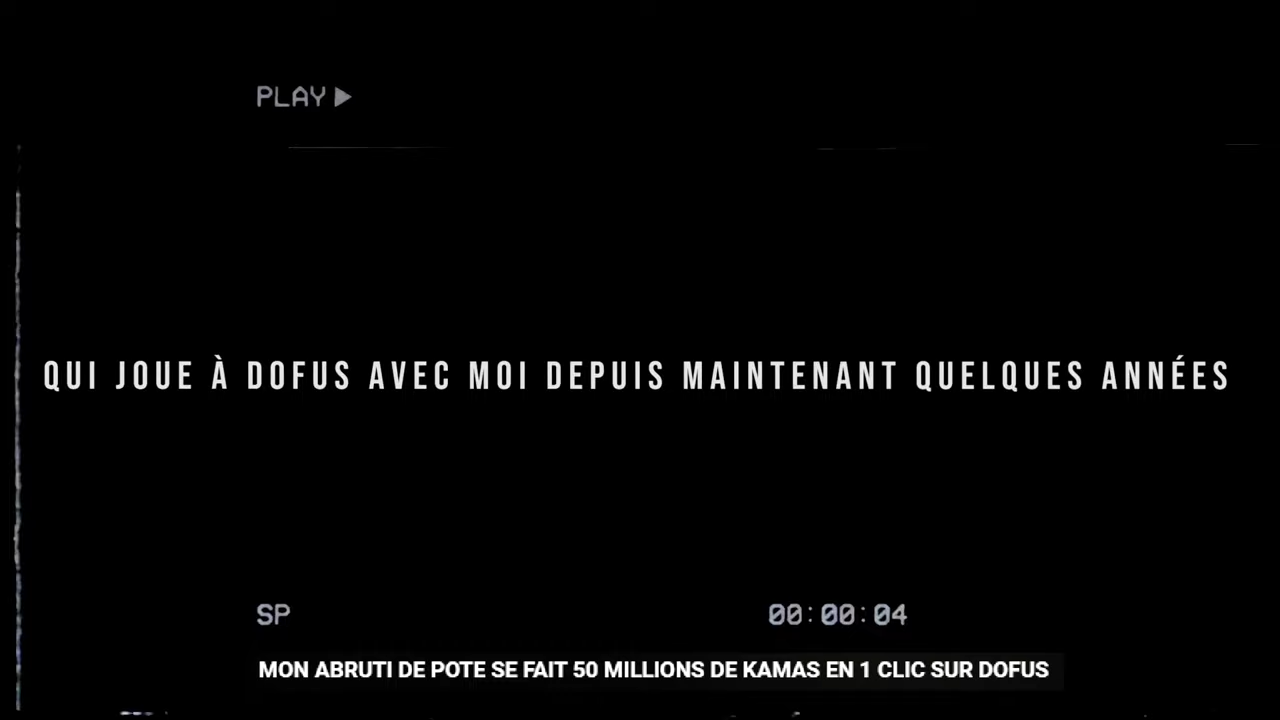 PLAY
QUI JOUE À DOFUS AVEC MOI DEPUIS MAINTENANT QUELQUES ANNÉES
SP
00:00:04
MON ABRUTI DE POTE SE FAIT 50 MILLIONS DE KAMAS EN 1 CLIC SUR DOFUS